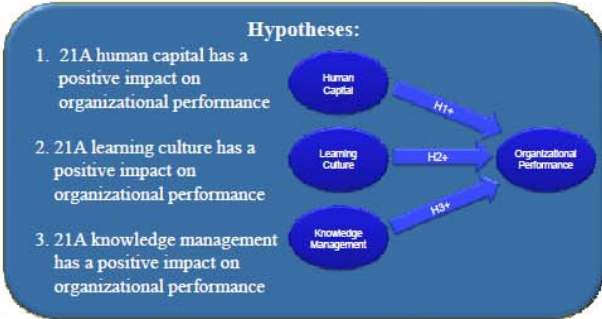 Hypotheses:
1. 21A human capital has a
positive impact on
organizational performance
2. 21A learning culture has a
positive impact on
organizational performance
3. 21A knowledge management
has a positive impact on
organizational performance
Human
Capital
H1+
Learning
Culture
H2+
Organizational
Performance
Knowledge
Management
H3+